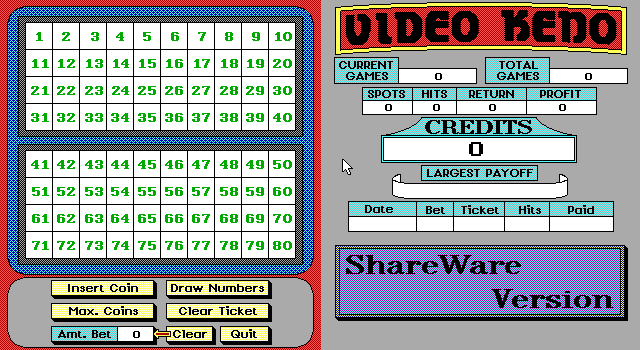 VIDEO KENO
1 2 3 4 5 6 7 8 9 10
11 12 13 14 15 16 17 18 19 20
21 22 23 24 25 26 27 28 29 30
31 32 33 34 35 36 37 38 39 40
41 42 43 44 45 46 47 48 49 50
51 52 53 54 55 56 57 58 59 60
61 62 63 64 65 66 67 68 69 70
71 72 73 74 75 76 77 78 79 80
Insert Coin Draw Numbers
Max. Coins Clear Ticket
Amt. Bet 0 Clear Quit
CURRENT GAMES 0 TOTAL GAMES 0
SPOTS HITS RETURN PROFIT
0 0 0 0
CREDITS
0
LARGEST PAYOFF
Date Bet Ticket Hits Paid
ShareWare
Version